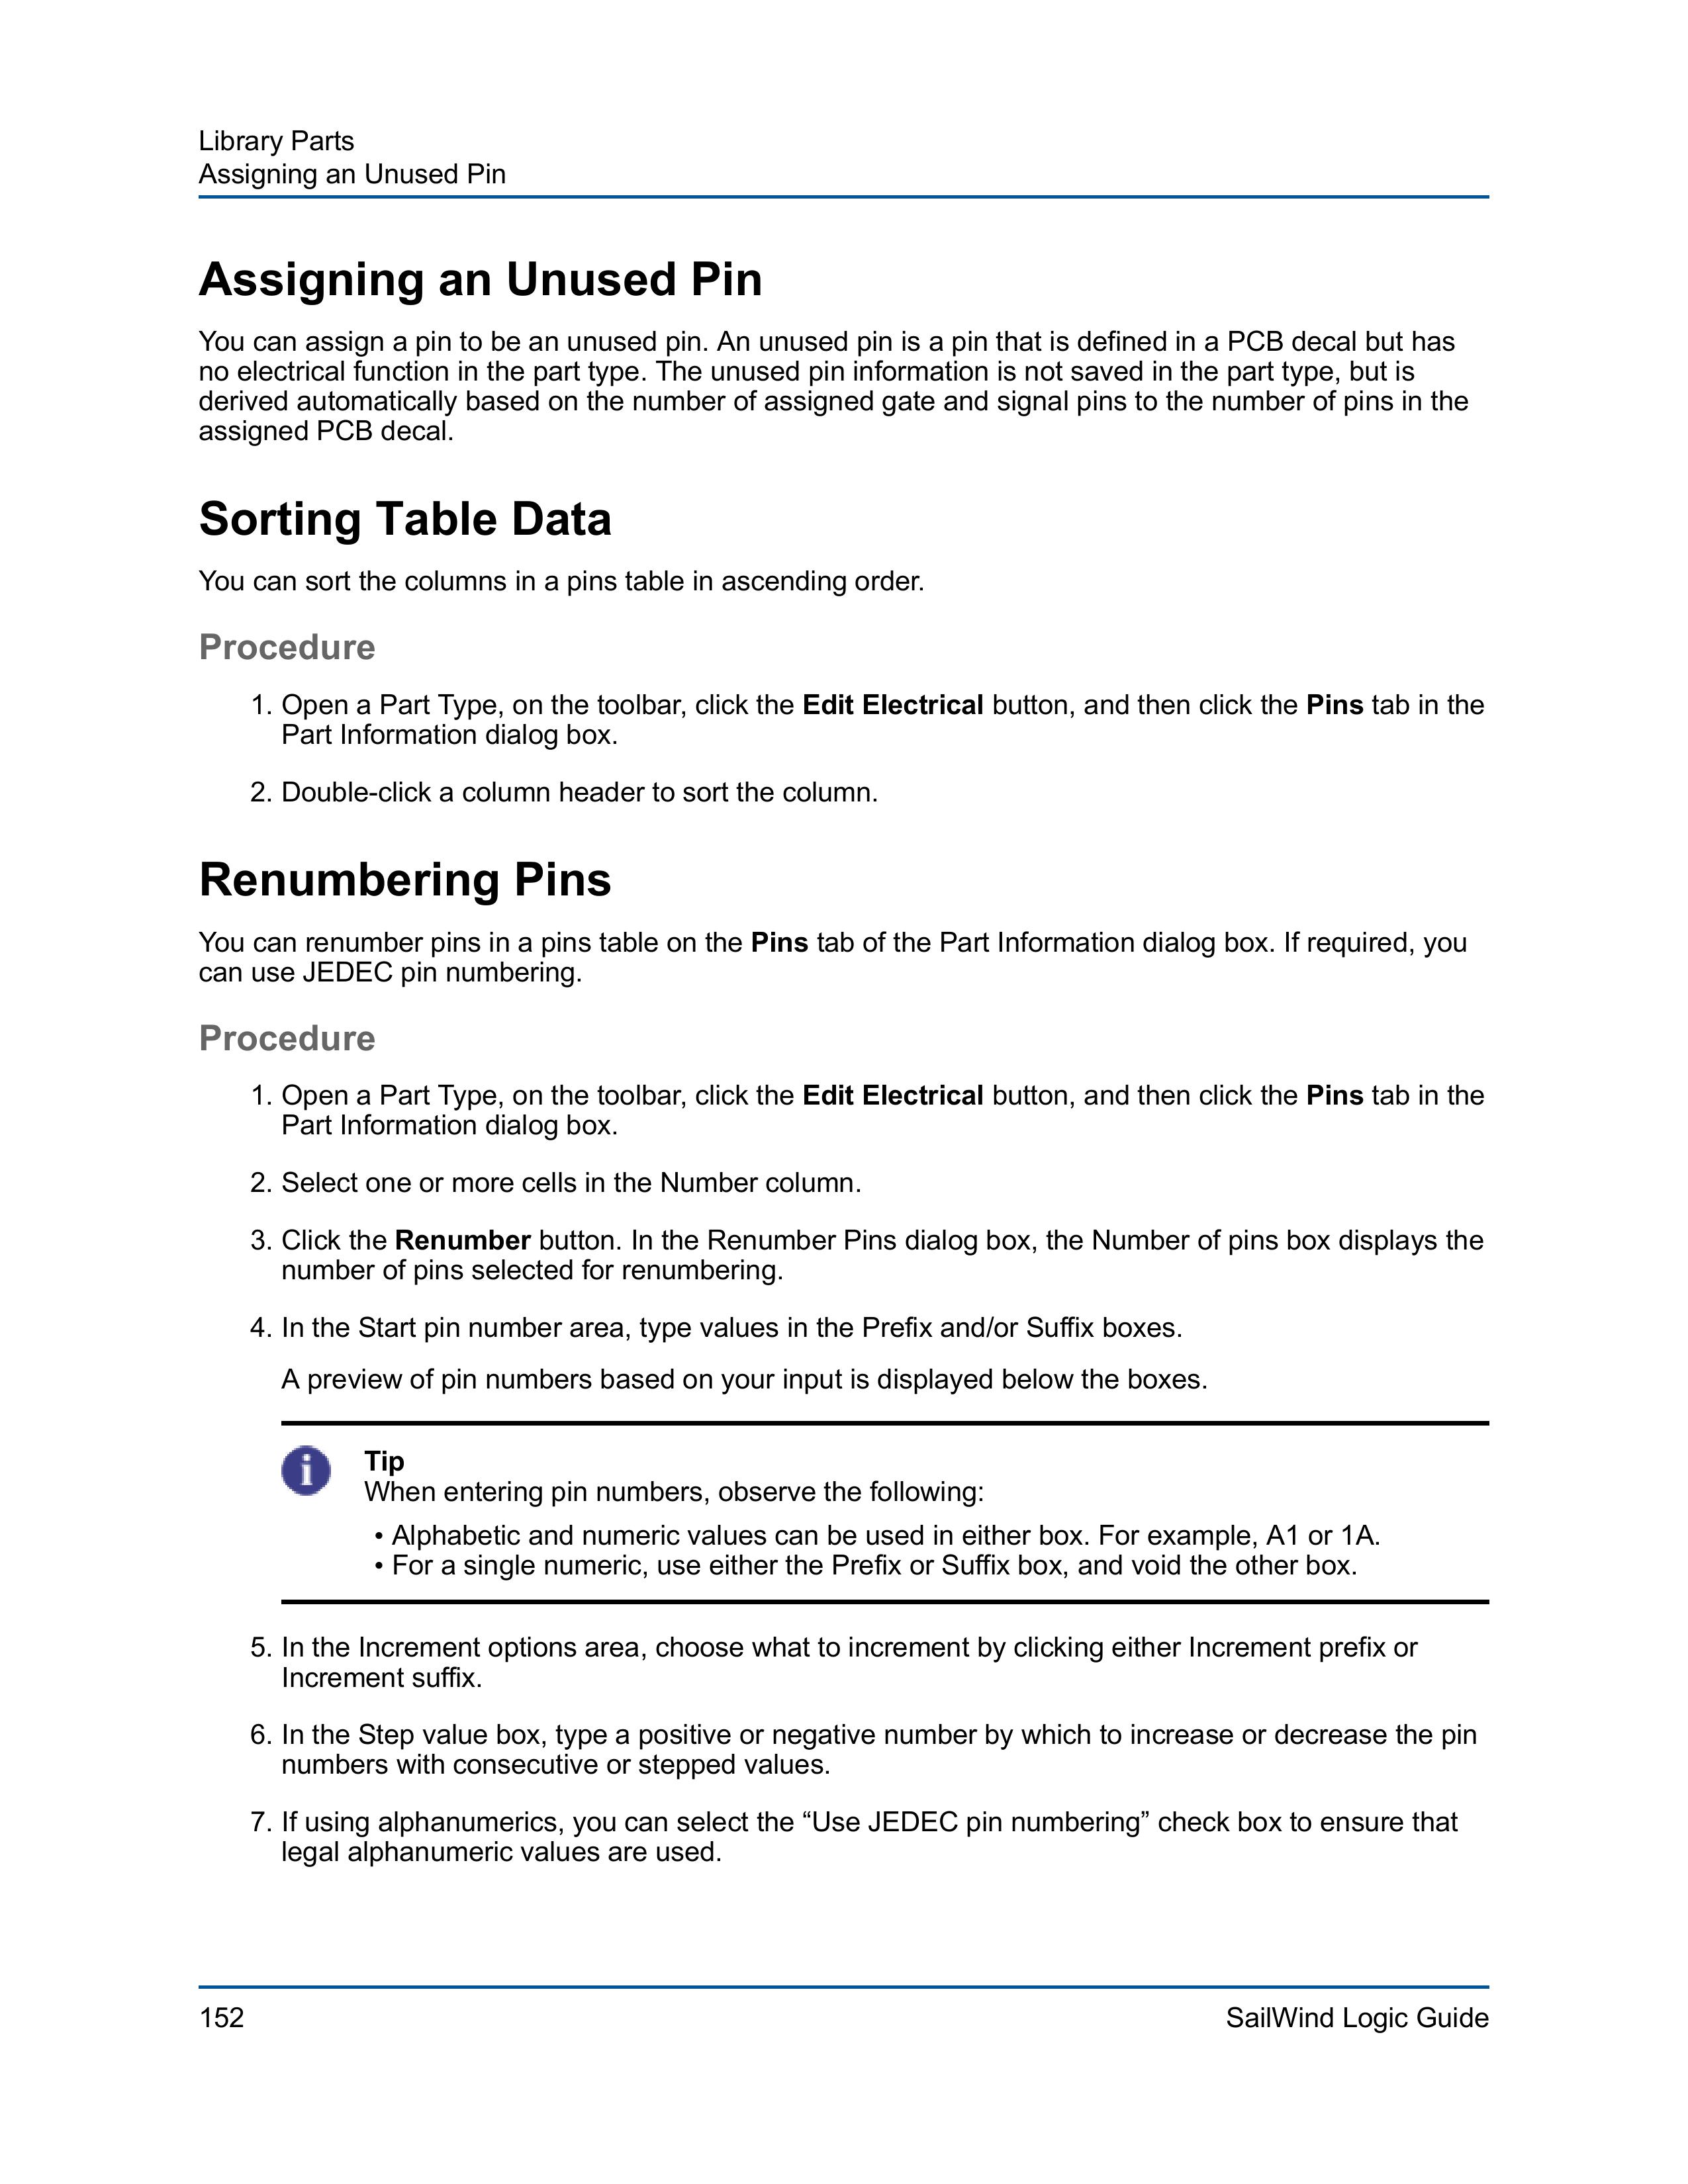 Library Parts
Assigning an Unused Pin
Assigning an Unused Pin
You can assign a pin to be an unused pin. An unused pin is a pin that is defined in a PCB decal but has
no electrical function in the part type. The unused pin information is not saved in the part type, but is
derived automatically based on the number of assigned gate and signal pins to the number of pins in the
assigned PCB decal.
Sorting Table Data
You can sort the columns in a pins table in ascending order.
Procedure
1. Open a Part Type, on the toolbar, click the Edit Electrical button, and then click the Pins tab in the
Part Information dialog box.
2. Double-click a column header to sort the column.
Renumbering Pins
You can renumber pins in a pins table on the Pins tab of the Part Information dialog box. If required, you
can use JEDEC pin numbering.
Procedure
1. Open a Part Type, on the toolbar, click the Edit Electrical button, and then click the Pins tab in the
Part Information dialog box.
2. Select one or more cells in the Number column.
3. Click the Renumber button. In the Renumber Pins dialog box, the Number of pins box displays the
number of pins selected for renumbering.
4. In the Start pin number area, type values in the Prefix and/or Suffix boxes.
A preview of pin numbers based on your input is displayed below the boxes.
i
Tip
When entering pin numbers, observe the following:
• Alphabetic and numeric values can be used in either box. For example, A1 or 1A.
• For a single numeric, use either the Prefix or Suffix box, and void the other box.
5. In the Increment options area, choose what to increment by clicking either Increment prefix or
Increment suffix.
6. In the Step value box, type a positive or negative number by which to increase or decrease the pin
numbers with consecutive or stepped values.
7. If using alphanumerics, you can select the “Use JEDEC pin numbering” check box to ensure that
legal alphanumeric values are used.
152
SailWind Logic Guide